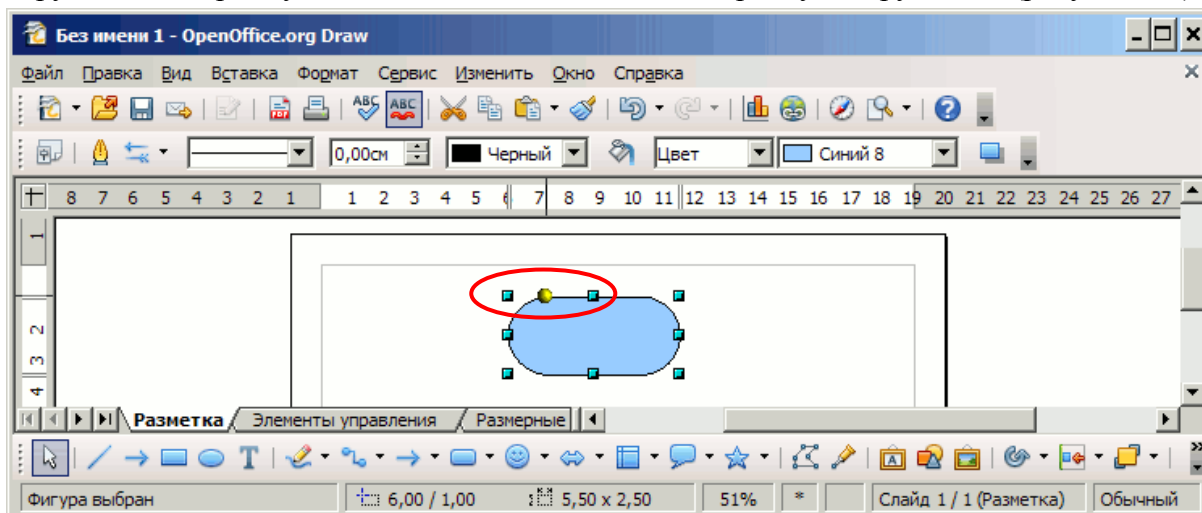 Без имени 1 - OpenOffice.org Draw
Файл Правка Вид Вставка Формат Сервис Изменить Окно Справка
ABC ABC
0,00см Черный Цвет Синий 8
8 7 6 5 4 3 2 1 1 2 3 4 5 6 7 8 9 10 11 12 13 14 15 16 17 18 19 20 21 22 23 24 25 26 27
1
2
3
4
Разметка Элементы управления Размерные
T A
Фигура выбран 6,00 / 1,00 5,50 x 2,50 51% * Слайд 1 / 1 (Разметка) Обычный